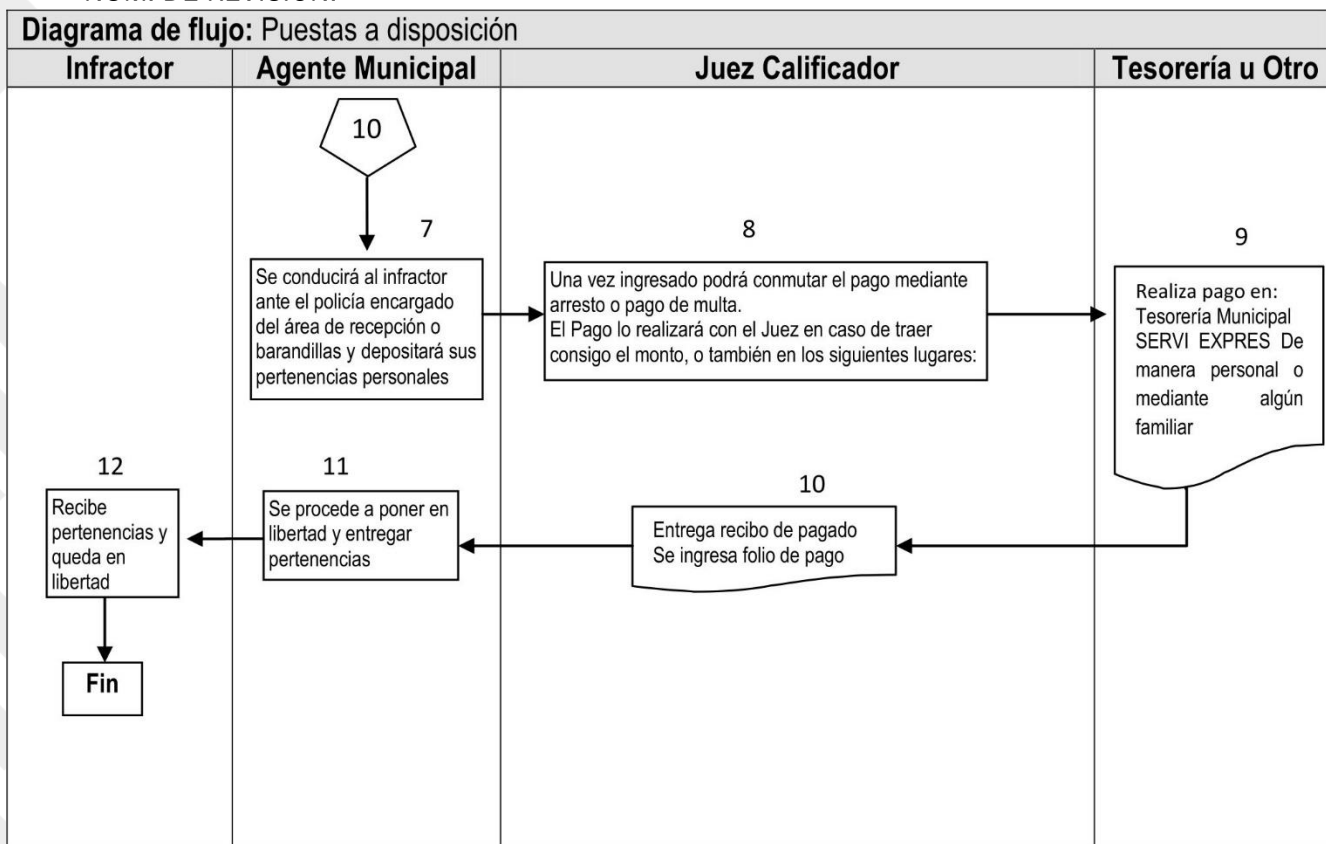 NUM. DE REVISIÓN:
Diagrama de flujo: Puestas a disposición
Infractor
Agente Municipal
Juez Calificador
Tesorería u Otro
10
7
Se conducirá al infractor
ante el policía encargado
del área de recepción o
barandillas y depositará sus
pertenencias personales
8
Una vez ingresado podrá conmutar el pago mediante
arresto o pago de multa.
El Pago lo realizará con el Juez en caso de traer
consigo el monto, o también en los siguientes lugares:
9
Realiza pago en:
Tesorería Municipal
SERVI EXPRES De
manera personal o
mediante algún
familiar
10
Entrega recibo de pagado
Se ingresa folio de pago
11
Se procede a poner en
libertad y entregar
pertenencias
12
Recibe
pertenencias y
queda en
libertad
Fin